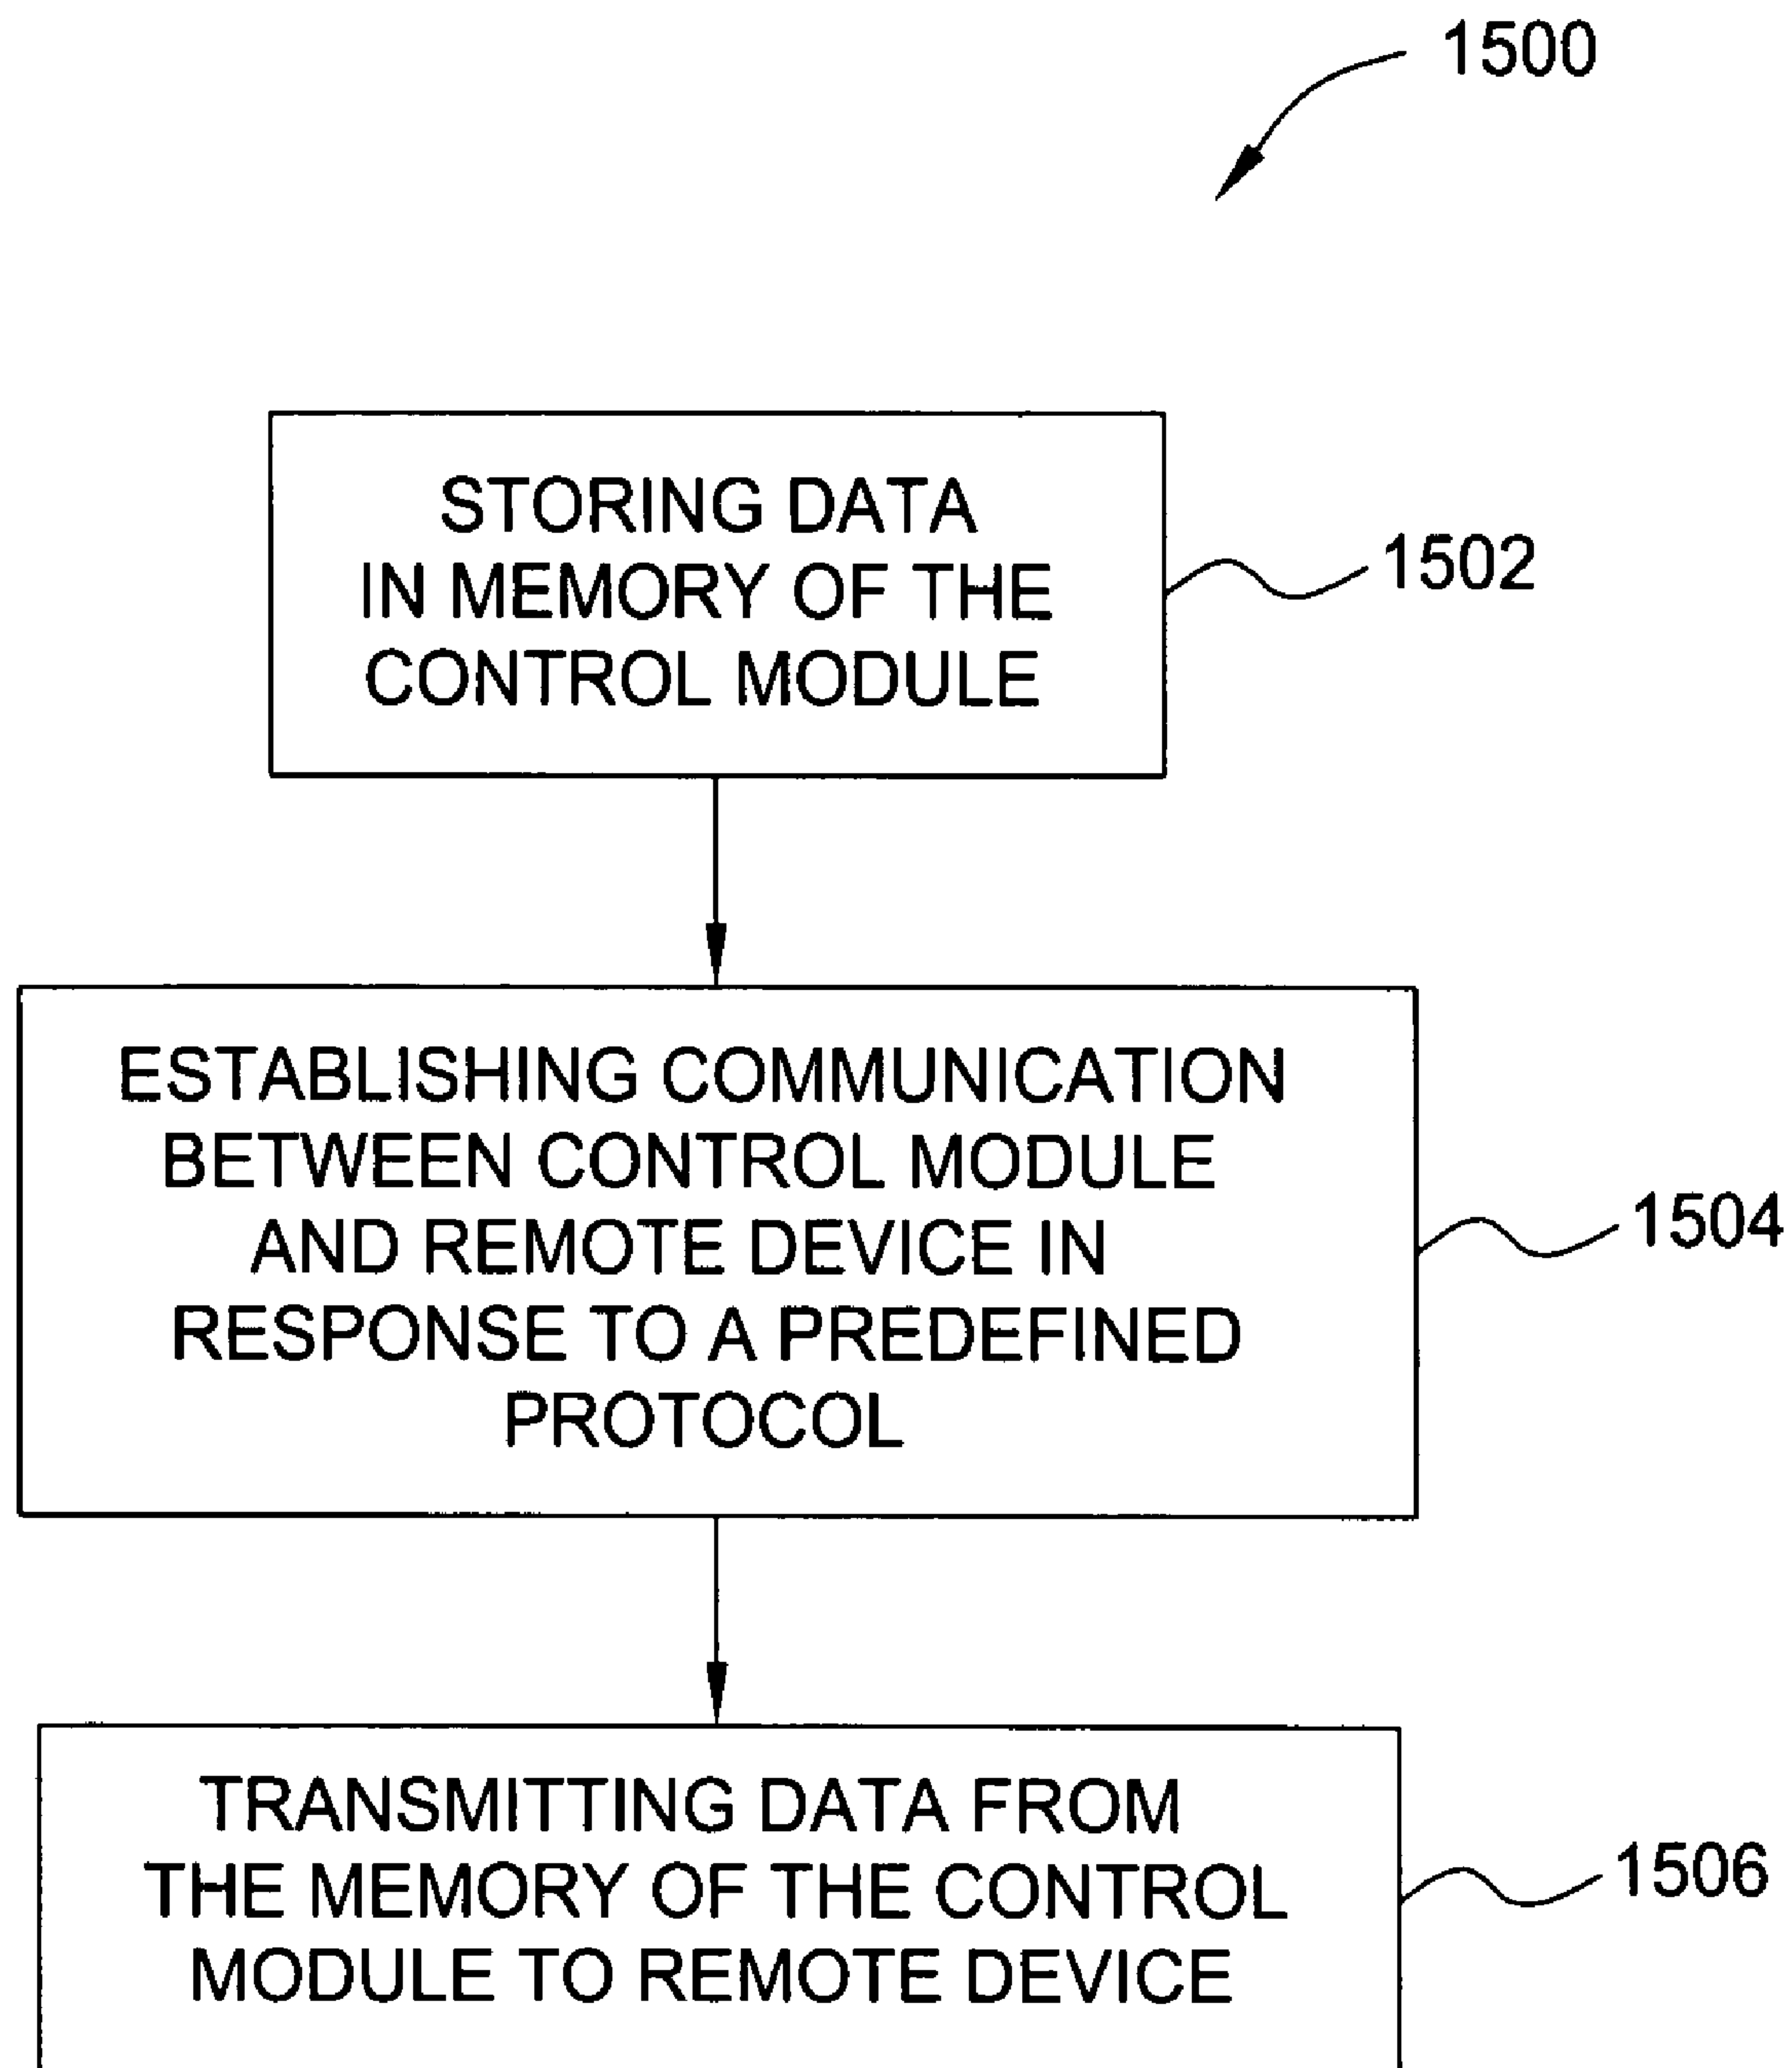 1500
STORING DATA
IN MEMORY OF THE
CONTROL MODULE
1502
ESTABLISHING COMMUNICATION
BETWEEN CONTROL MODULE
AND REMOTE DEVICE IN
RESPONSE TO A PREDEFINED
PROTOCOL
1504
TRANSMITTING DATA FROM
THE MEMORY OF THE CONTROL
MODULE TO REMOTE DEVICE
1506